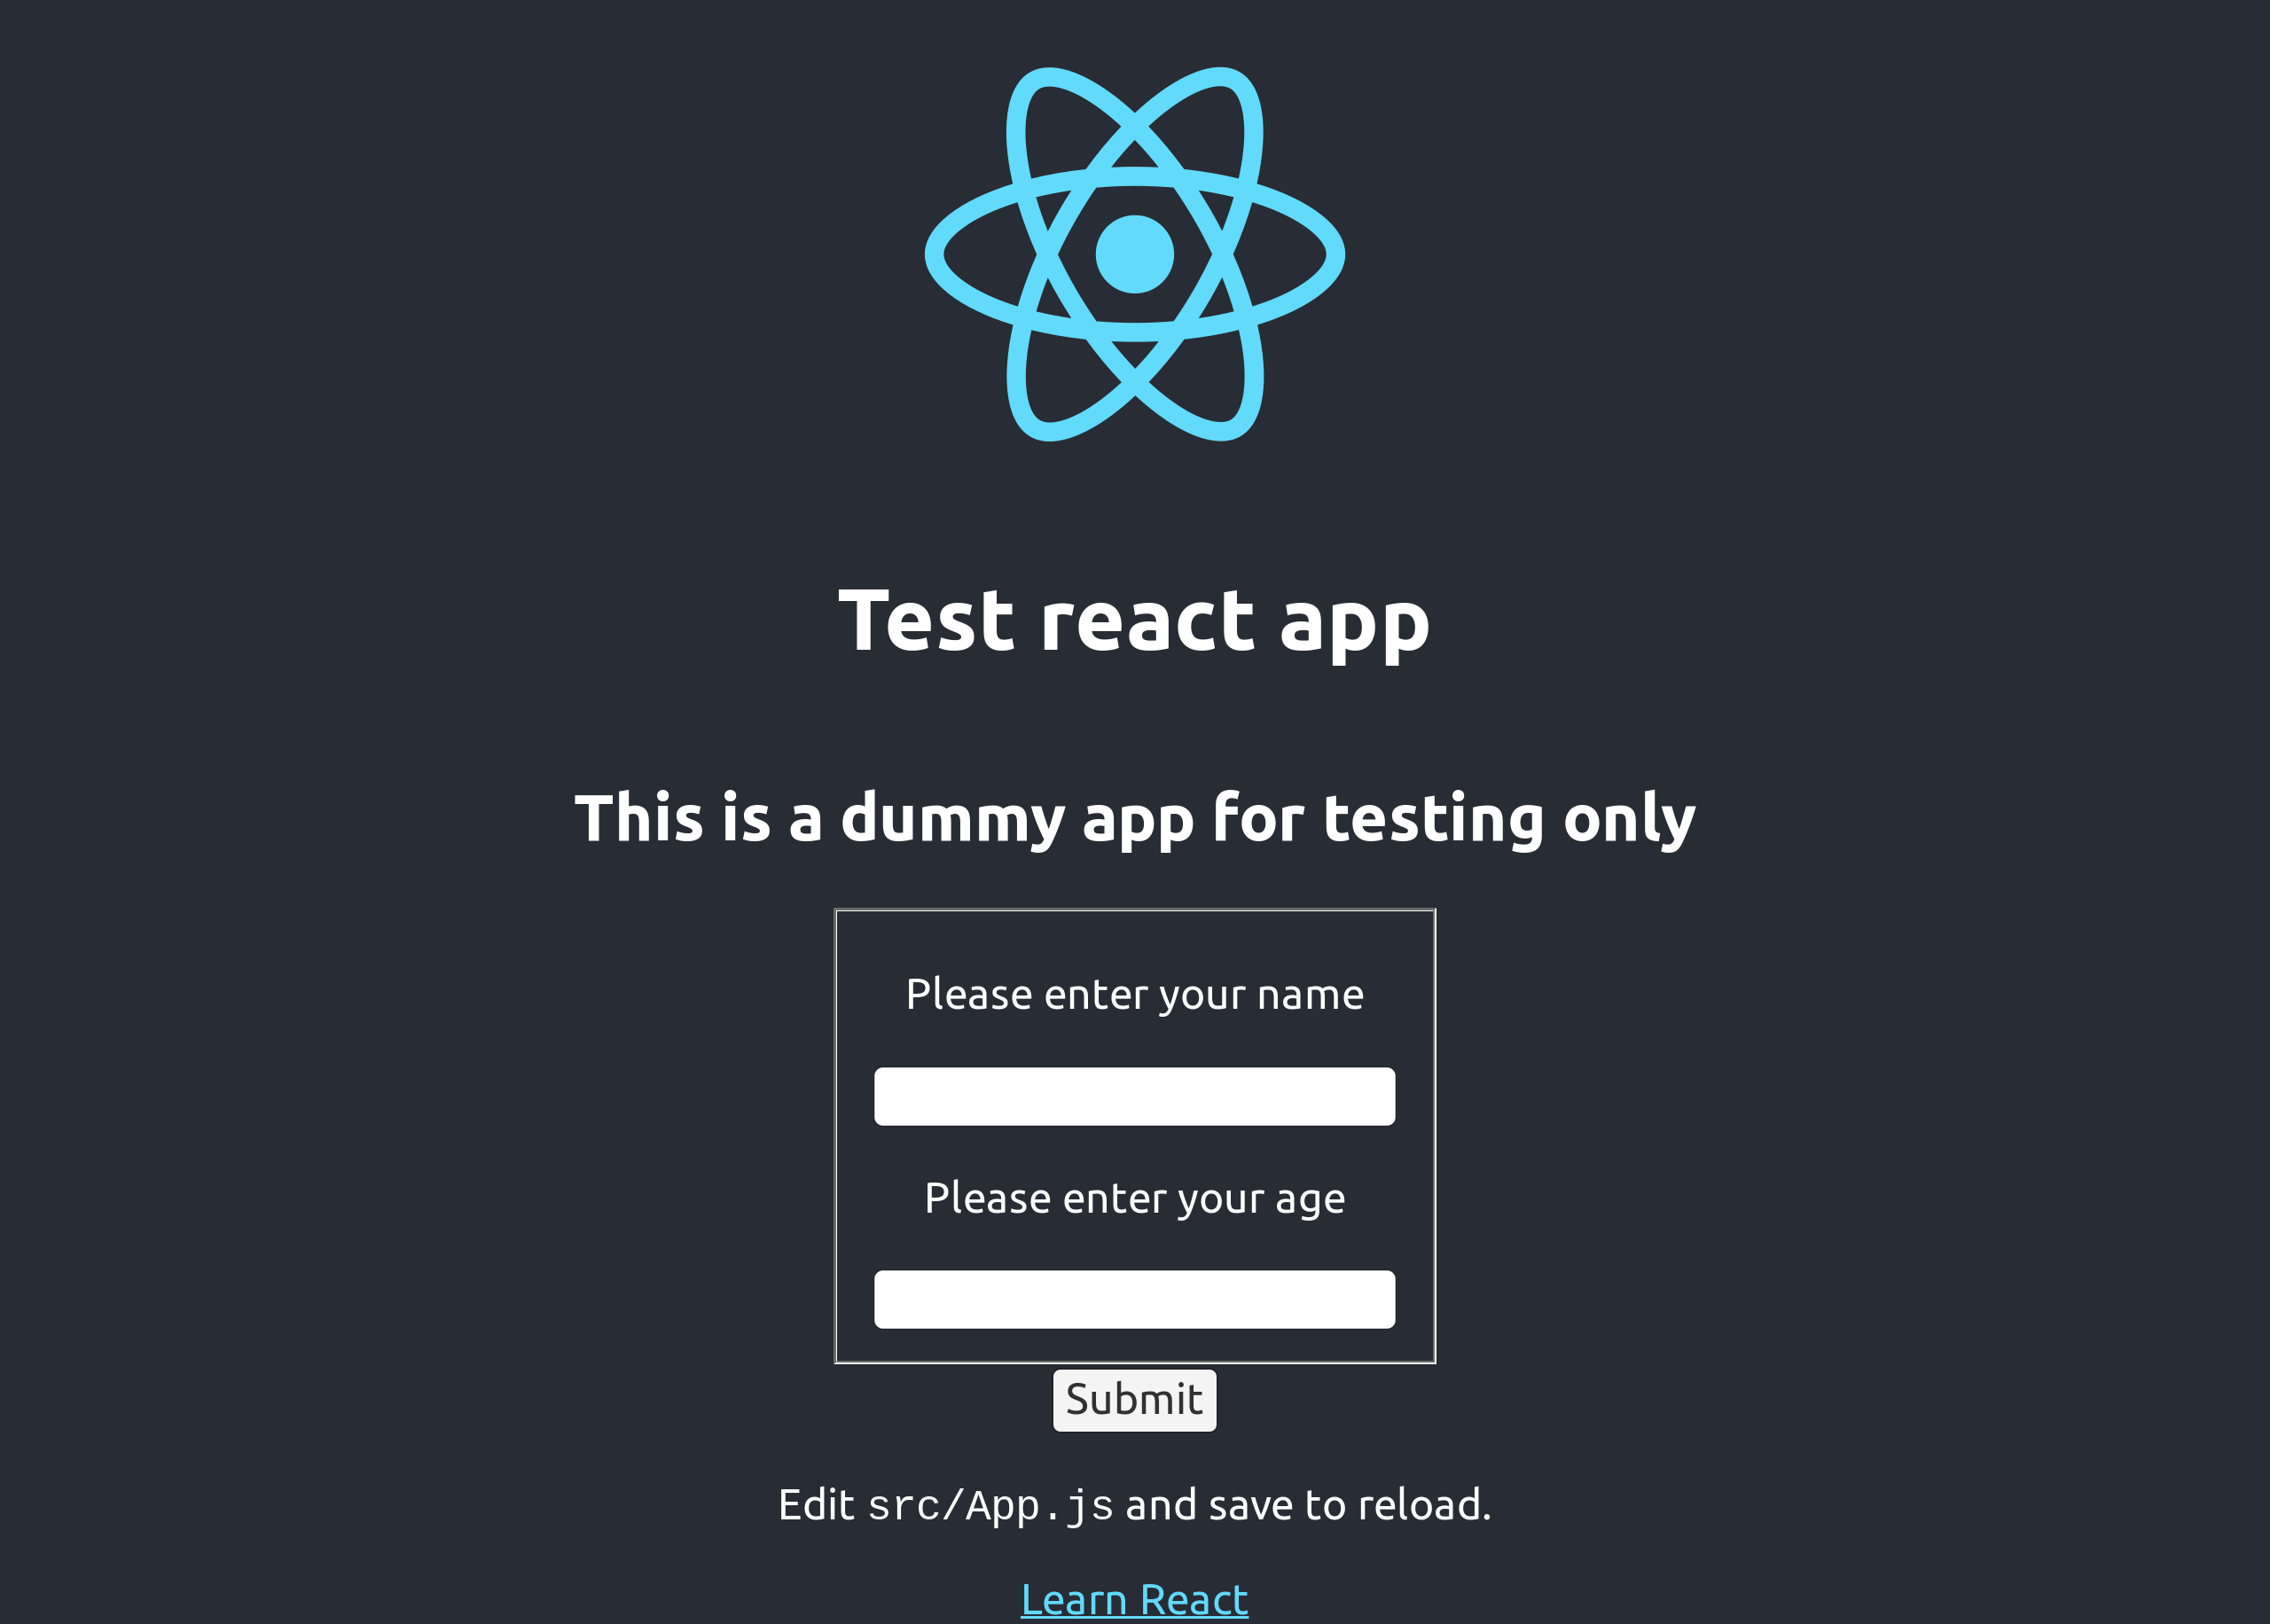 Test react app
This is a dummy app for testing only
Please enter your name
Please enter your age
Submit
Edit src/App.js and save to reload.
Learn React